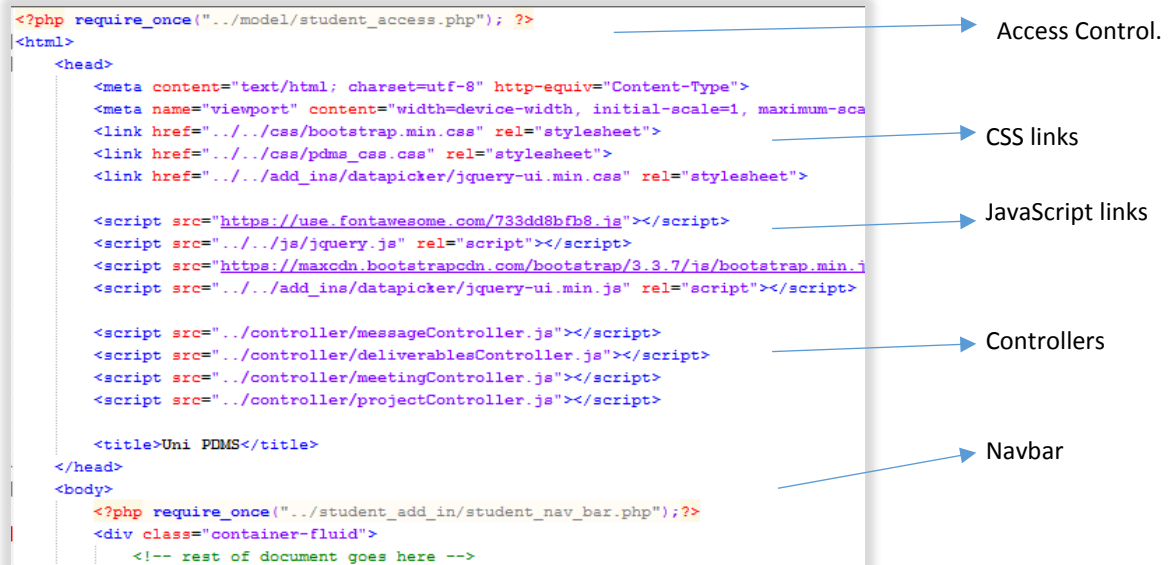 <?php require_once("../model/student_access.php"); ?>
Access Control.
<html>
<head>
<meta content="text/html; charset=utf-8" http-equiv="Content-Type">
<meta name="viewport" content="width=device-width, initial-scale=1, maximum-sca
<link href="../../css/bootstrap.min.css" rel="stylesheet">
CSS links
<link href="../../css/pdms_css.css" rel="stylesheet">
<link href="../../add_ins/datapicker/jquery-ui.min.css" rel="stylesheet">
JavaScript links
<script src="https://use.fontawesome.com/733dd8bfb8.js"></script>
<script src="../../js/jquery.js" rel="script"></script>
<script src="https://maxcdn.bootstrapcdn.com/bootstrap/3.3.7/js/bootstrap.min.j
<script src="../../add_ins/datapicker/jquery-ui.min.js" rel="script"></script>
<script src="../controller/messageController.js"></script>
Controllers
<script src="../controller/deliverablesController.js"></script>
<script src="../controller/meetingController.js"></script>
<script src="../controller/projectController.js"></script>
<title>Uni PDMS</title>
Navbar
</head>
<body>
<?php require_once("../student_add_in/student_nav_bar.php");?>
<div class="container-fluid">
<!-- rest of document goes here -->